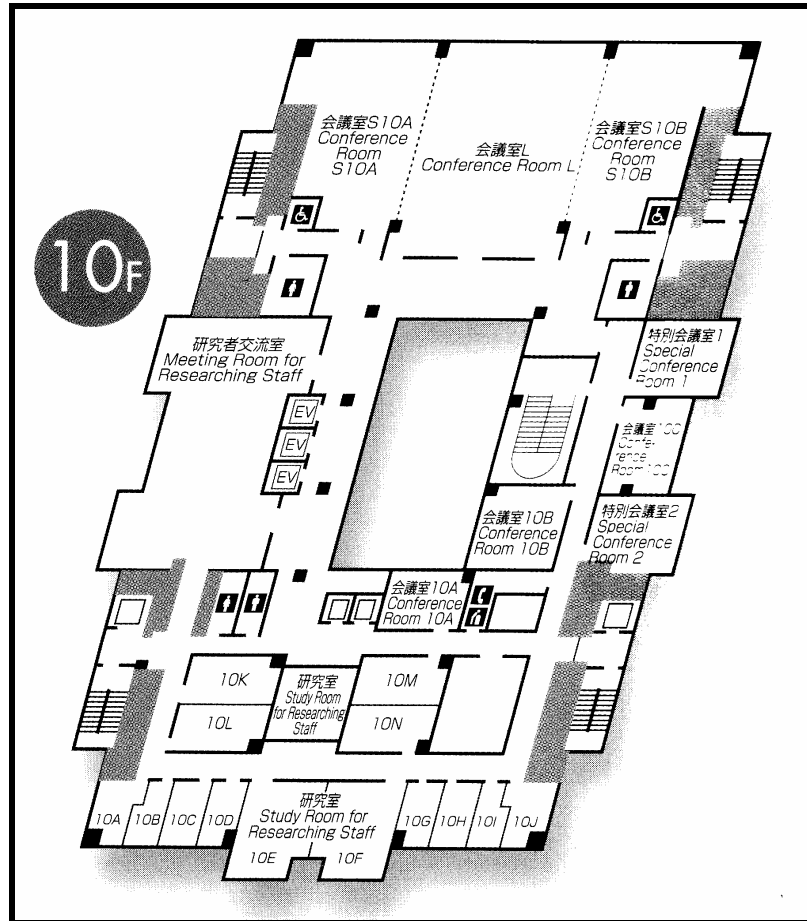 会議室S10A
Conference
Room
S10A
会議室L
Conference Room L
会議室S10B
Conference
Room
S10B
10F
研究者交流室
Meeting Room for
Researching Staff
特別会議室1
Special
Conference
Room 1
EV
EV
EV
会議室10B
Conference
Room 10B
特別会議室2
Special
Conference
Room 2
会議室10A
Conference
Room 10A
10K
研究室
Study Room
for Researching
Staff
10M
10L
10N
研究室
Study Room for
Researching Staff
10A
10B
10C
10D
10E
10F
10G
10H
10I
10J